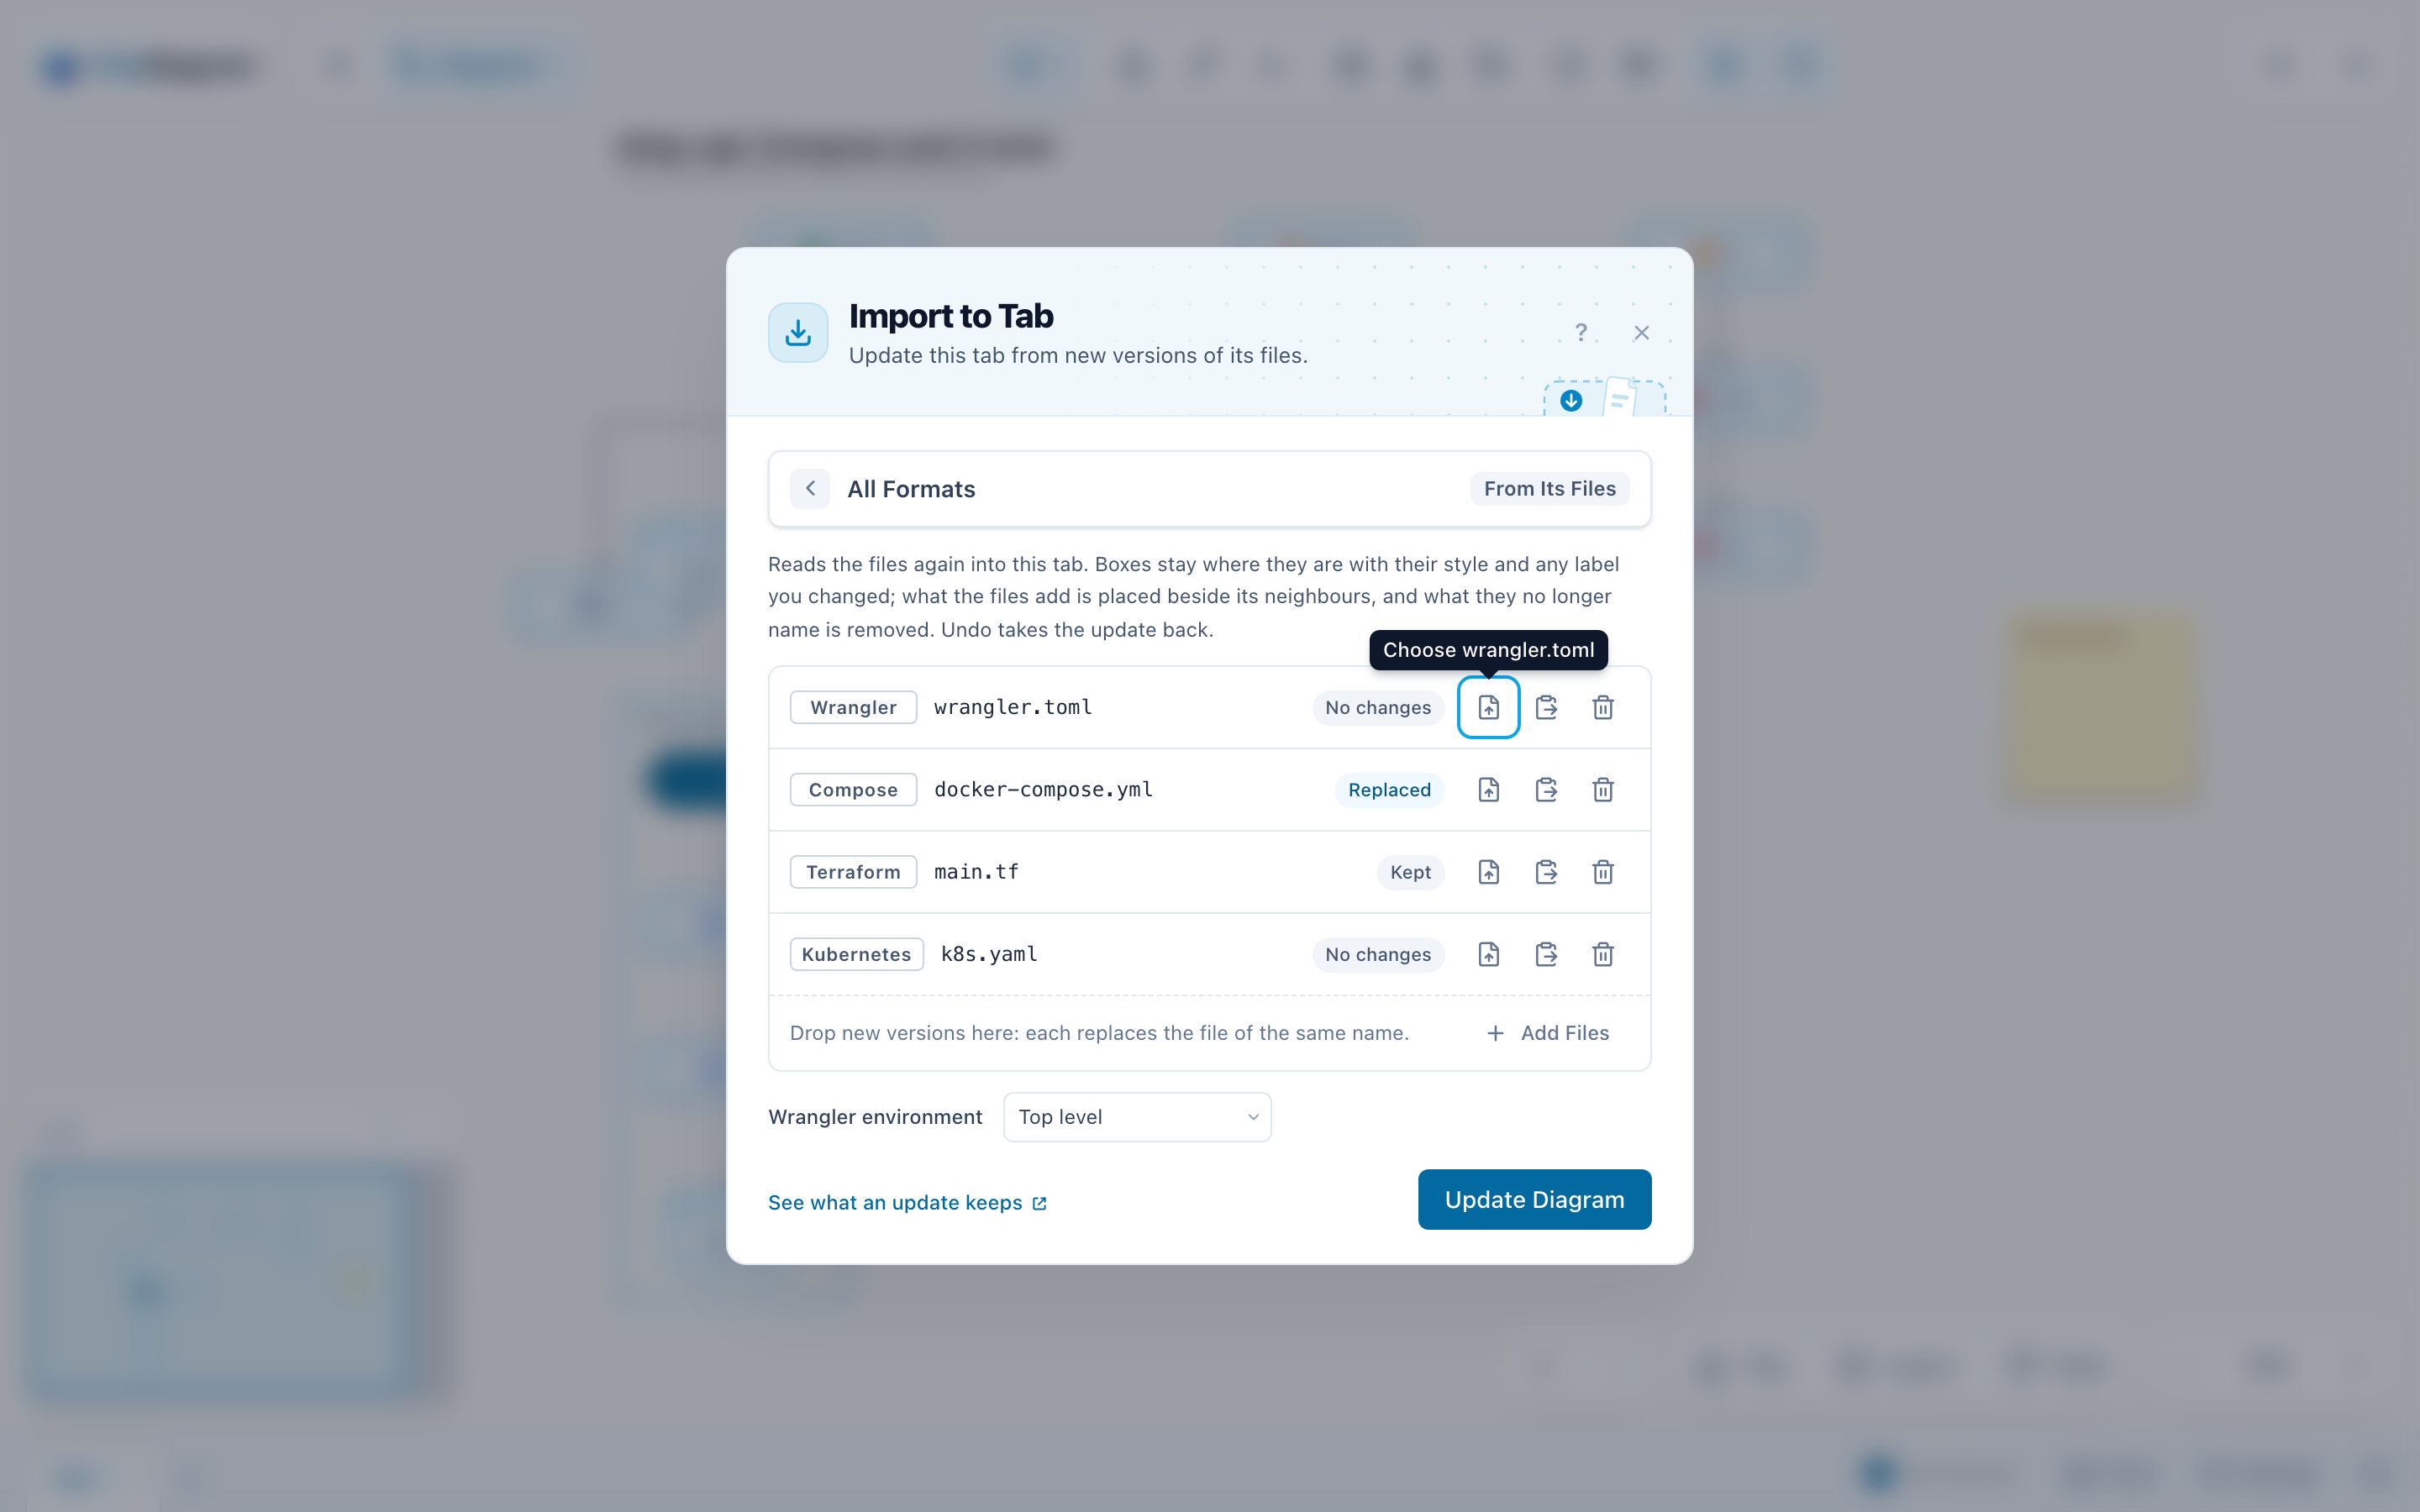 Import to Tab
Update this tab from new versions of its files.
?
All Formats
From Its Files
Reads the files again into this tab. Boxes stay where they are with their style and any label
you changed; what the files add is placed beside its neighbours, and what they no longer
name is removed. Undo takes the update back.
Choose wrangler.toml
Wrangler wrangler.toml No changes
Compose docker-compose.yml Replaced
Terraform main.tf Kept
Kubernetes k8s.yaml No changes
Drop new versions here: each replaces the file of the same name.
Add Files
Wrangler environment Top level
See what an update keeps
Update Diagram